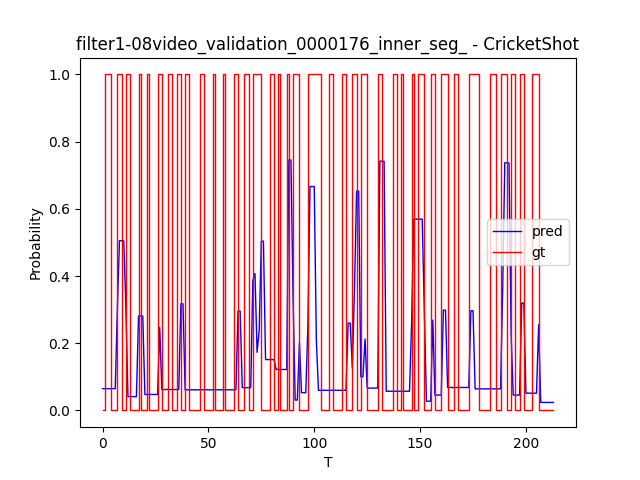 filter1-08video_validation_0000176_inner_seg_ - CricketShot
1.0
0.8
0.6
0.4
0.2
0.0
Probability
pred
gt
0 50 100 150 200
T